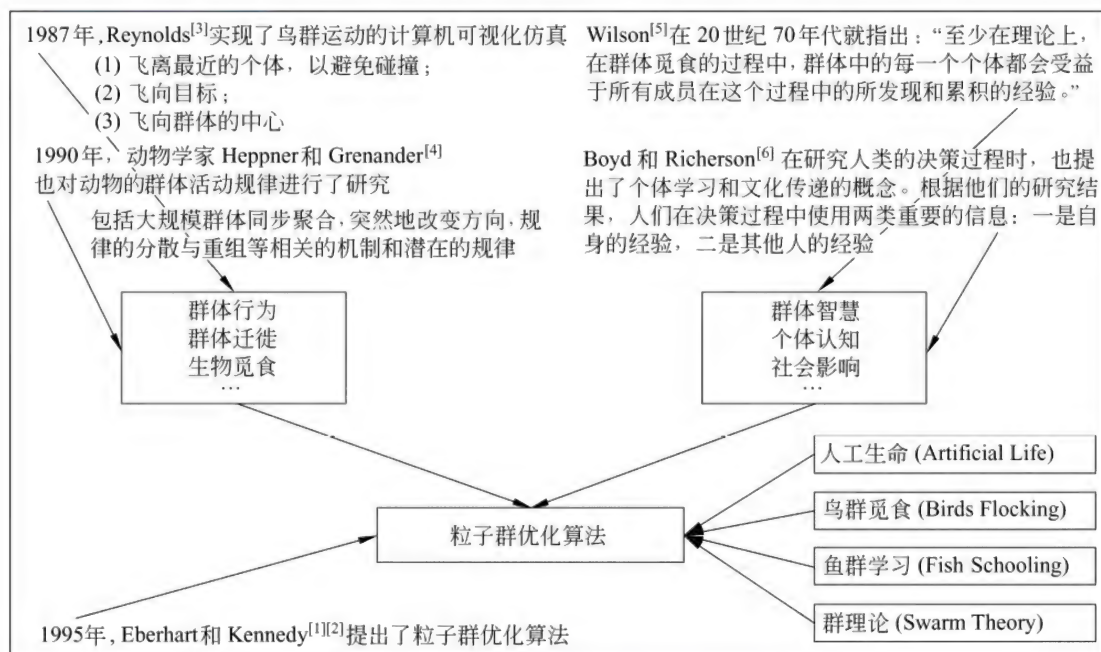 1987年, Reynolds[3]实现了鸟群运动的计算机可视化仿真
(1) 飞离最近的个体，以避免碰撞；
(2) 飞向目标；
(3) 飞向群体的中心
1990年，动物学家 Heppner和 Grenander[4]
也对动物的群体活动规律进行了研究
包括大规模群体同步聚合，突然地改变方向，规
律的分散与重组等相关的机制和潜在的规律
群体行为
群体迁徙
生物觅食
…
Wilson[5]在 20世纪 70年代就指出：“至少在理论上，
在群体觅食的过程中，群体中的每一个个体都会受益
于所有成员在这个过程中的所发现和累积的经验。”
Boyd 和 Richerson[6] 在研究人类的决策过程时，也提
出了个体学习和文化传递的概念。根据他们的研究结
果，人们在决策过程中使用两类重要的信息：一是自
身的经验，二是其他人的经验
群体智慧
个体认知
社会影响
…
粒子群优化算法
人工生命 (Artificial Life)
鸟群觅食 (Birds Flocking)
鱼群学习 (Fish Schooling)
群理论 (Swarm Theory)
1995年, Eberhart和 Kennedy[1][2]提出了粒子群优化算法